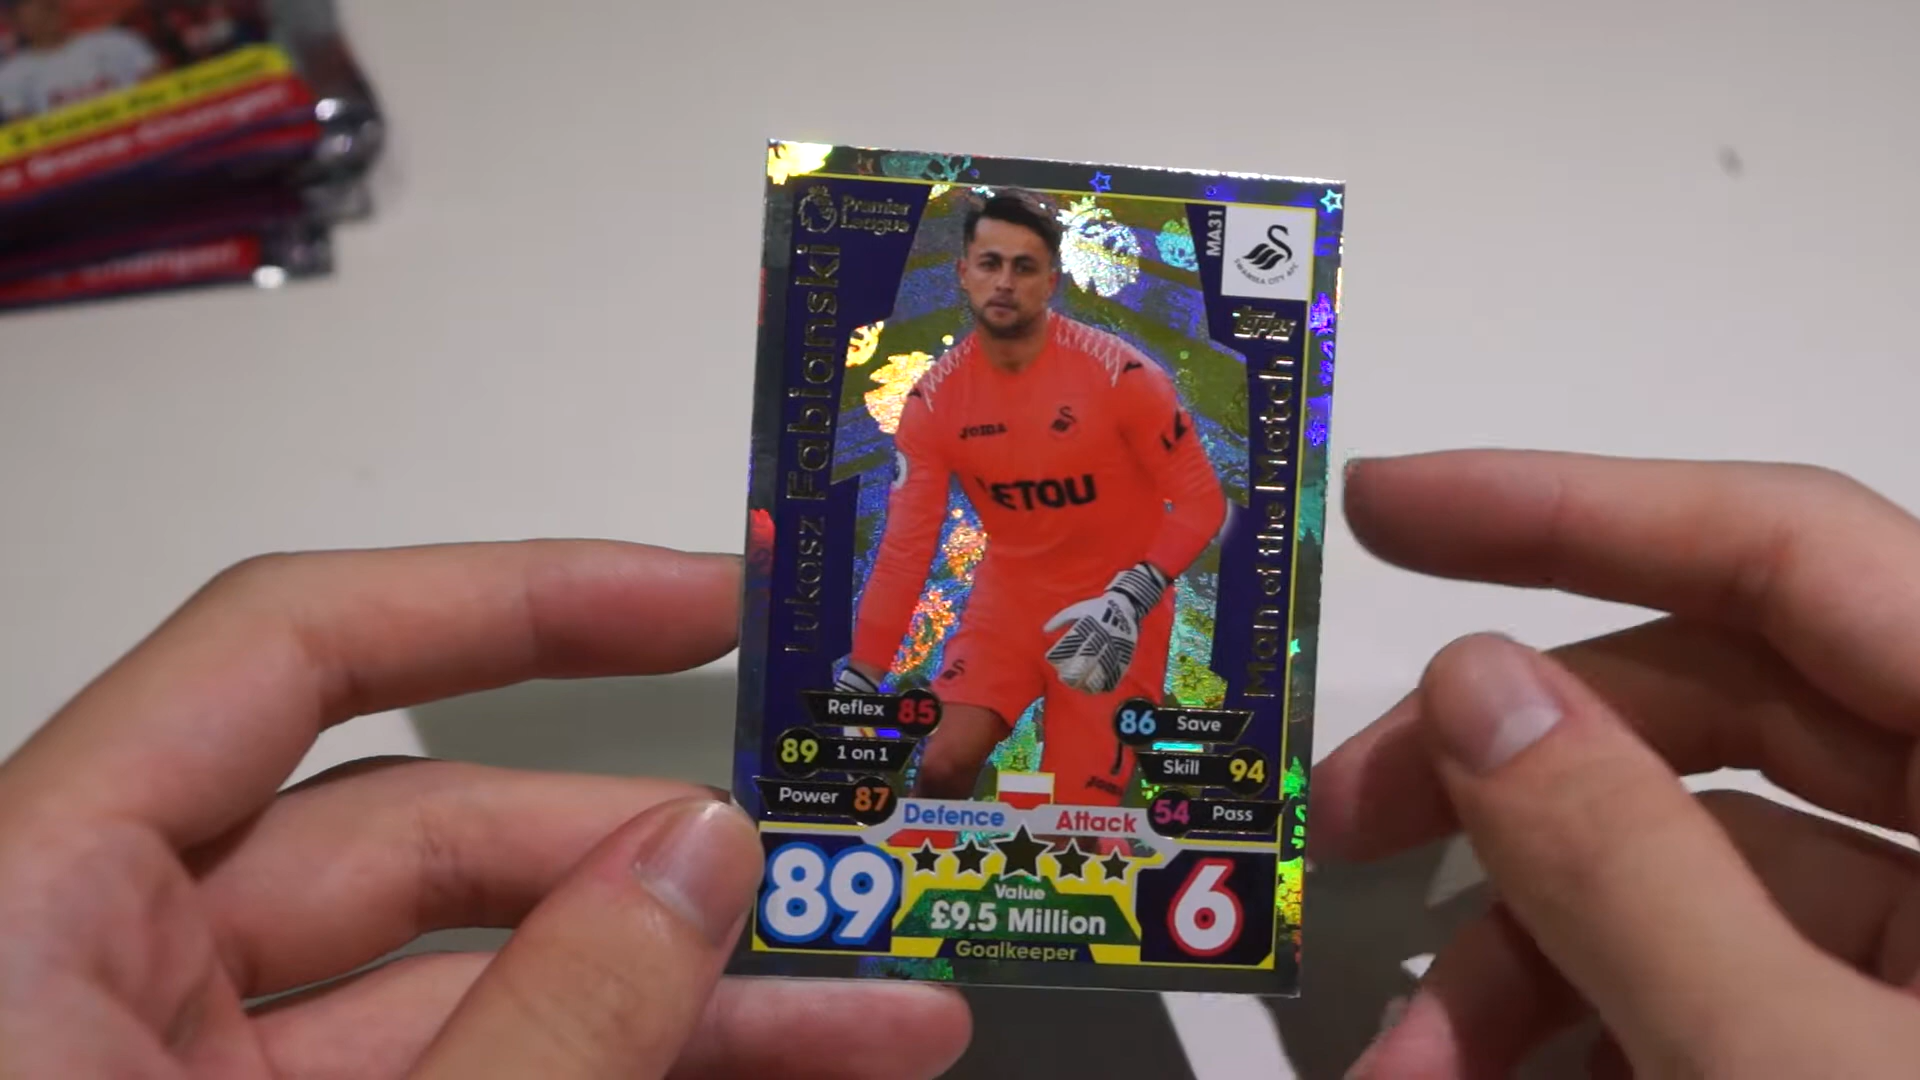 Premier
League
MA31
SWANSEA CITY AFC
Topps
Lukasz Fabianski
Man of the Match
Joma
LETOU
Reflex 85
89 1 on 1
Power 87
86 Save
Skill 94
54 Pass
Defence
Attack
89
Value
£9.5 Million
Goalkeeper
6